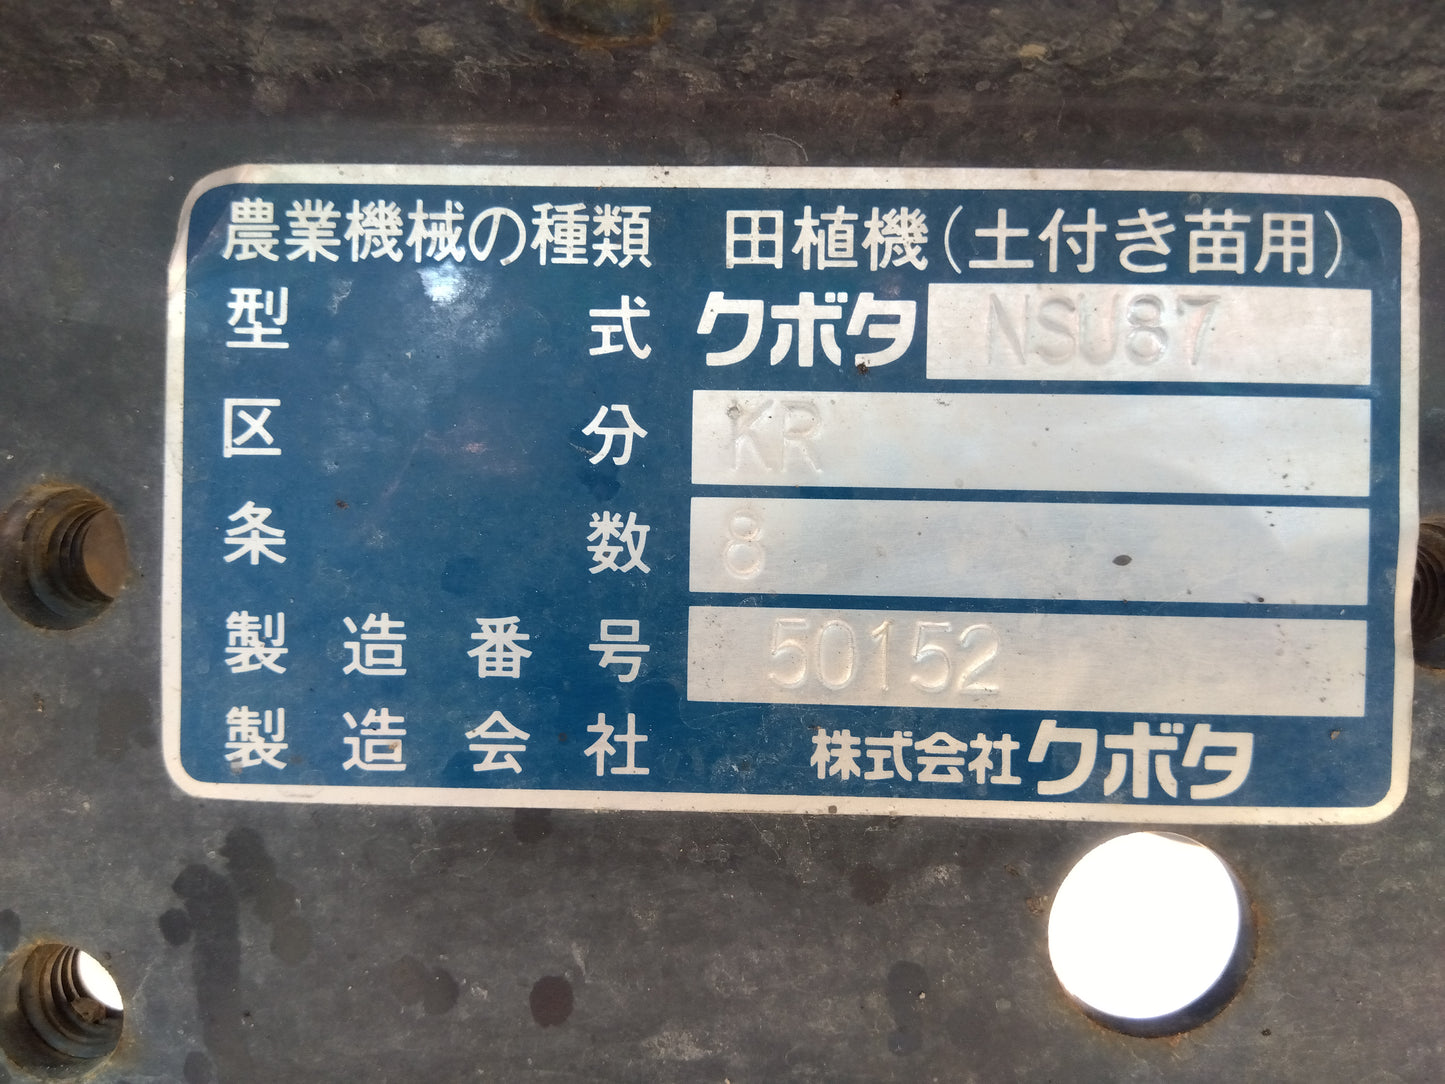 農業機械の種類 田植機(土付き苗用)
型式 クボタ NSU87
区分 KR
条数 8
製造番号 50152
製造会社 株式会社クボタ